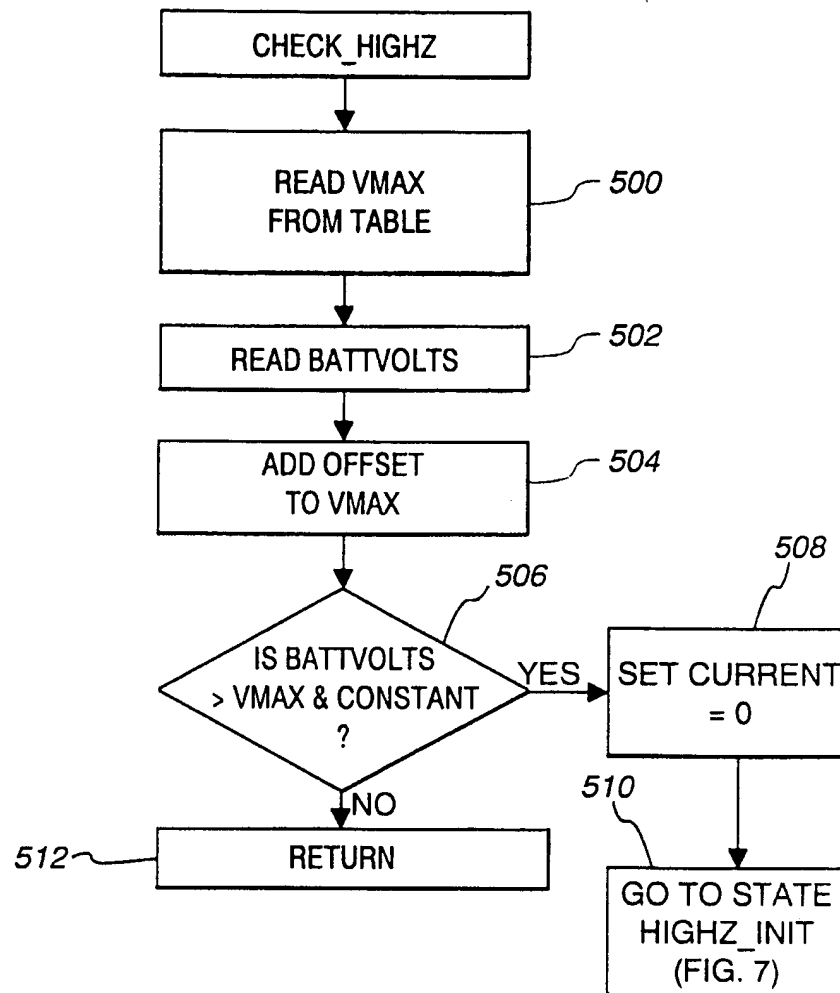 CHECK_HIGHZ
READ VMAX
FROM TABLE
500
READ BATTVOLTS
502
ADD OFFSET
TO VMAX
504
506
IS BATTVOLTS
> VMAX & CONSTANT
?
YES
508
SET CURRENT
= 0
NO
510
512
RETURN
GO TO STATE
HIGHZ_INIT
(FIG. 7)